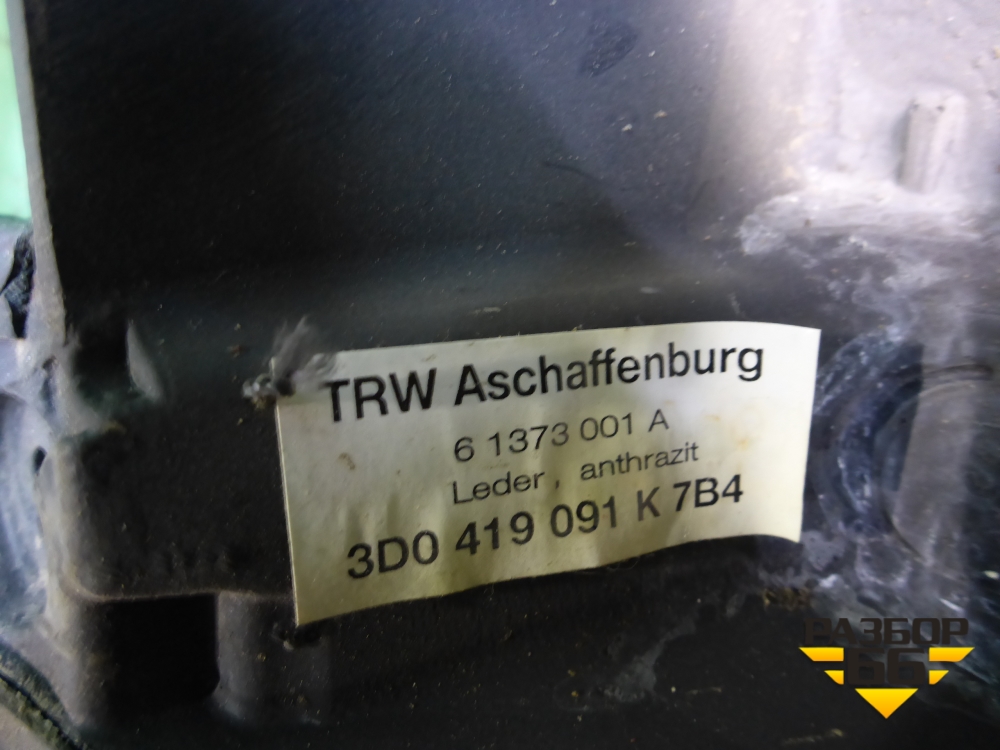 TRW Aschaffenburg
6 1373 001 A
Leder, anthrazit
3D0 419 091 K 7B4
РАЗБОР
66